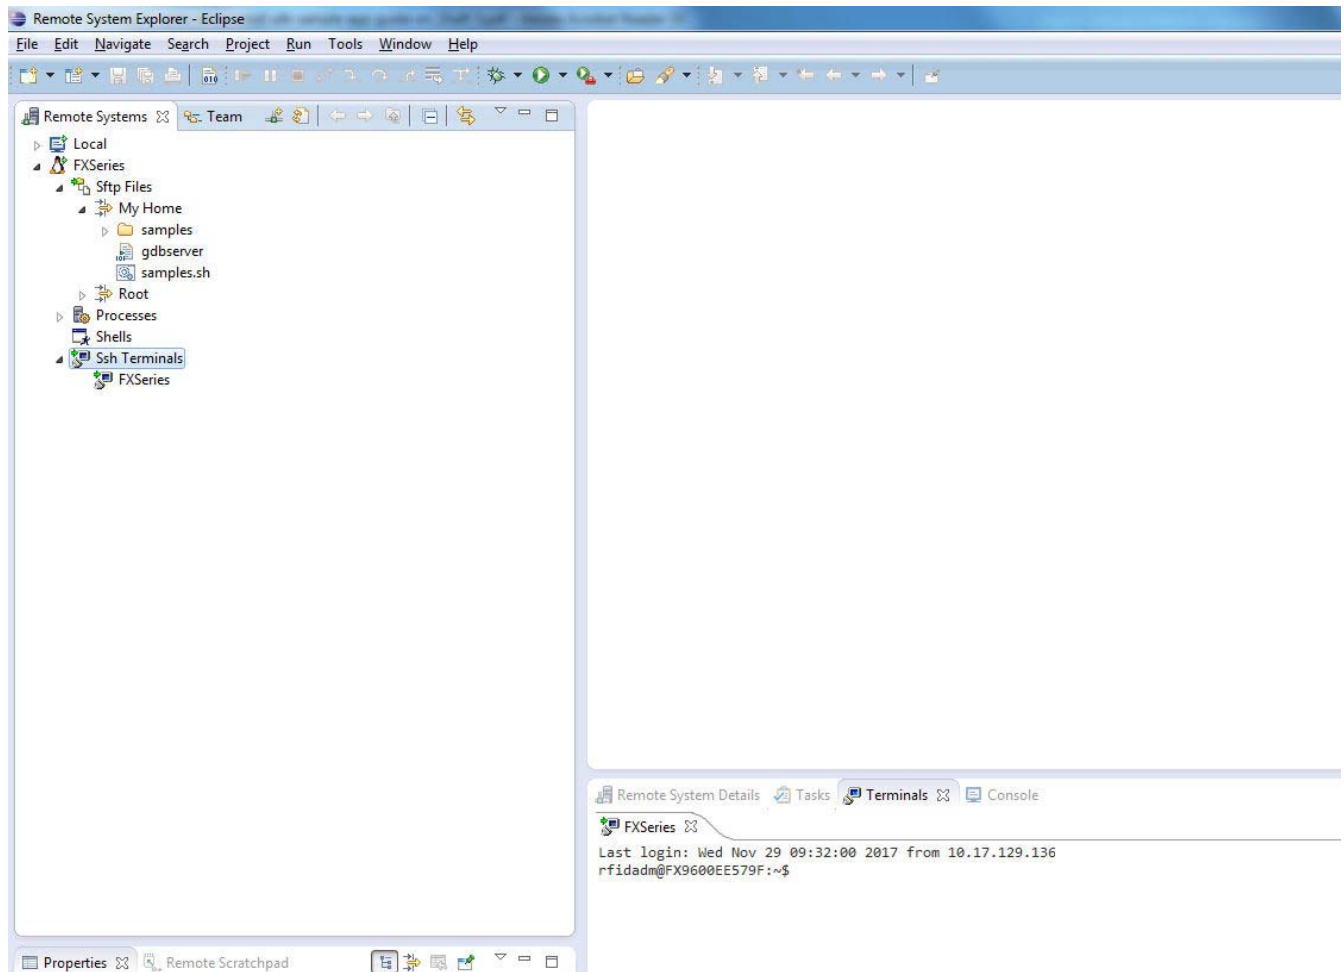 Remote System Explorer - Eclipse
File Edit Navigate Search Project Run Tools Window Help
010
Remote Systems Team
Local
FXSeries
Sftp Files
My Home
samples
gdbserver
samples.sh
Root
Processes
Shells
Ssh Terminals
FXSeries
Remote System Details Tasks Terminals Console
FXSeries
Last login: Wed Nov 29 09:32:00 2017 from 10.17.129.136
rfidadm@FX9600EE579F:~$
Properties Remote Scratchpad